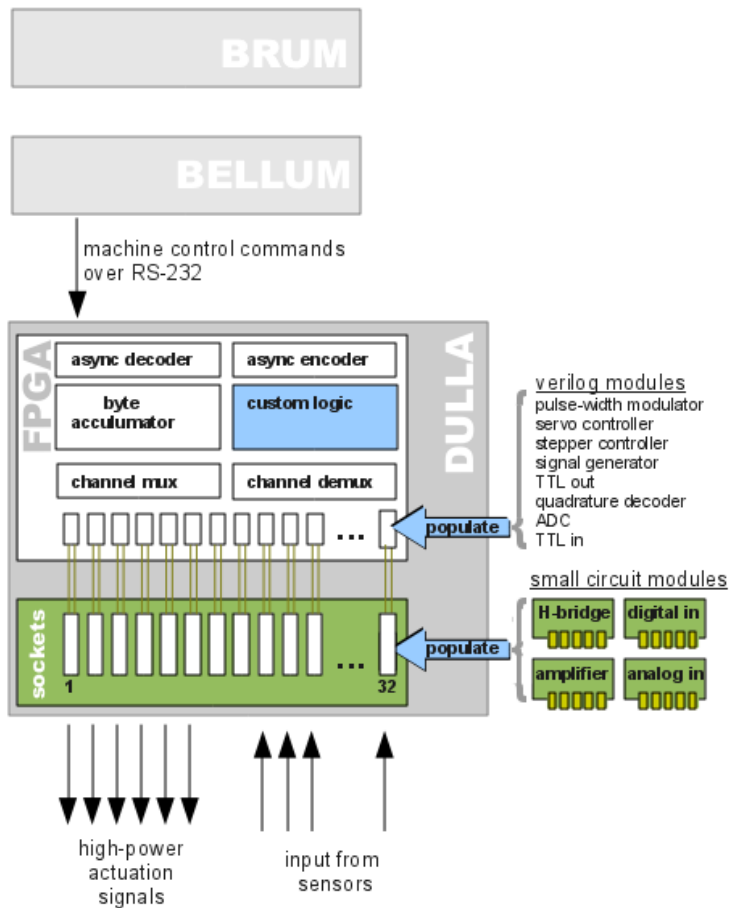 BRUM
BELLUM
machine control commands
over RS-232
FPGA
DULLA
async decoder
async encoder
byte
acculumator
custom logic
channel mux
channel demux
...
populate
verilog modules
pulse-width modulator
servo controller
stepper controller
signal generator
TTL out
quadrature decoder
ADC
TTL in
sockets
1
...
32
populate
small circuit modules
H-bridge
digital in
amplifier
analog in
high-power
actuation
signals
input from
sensors